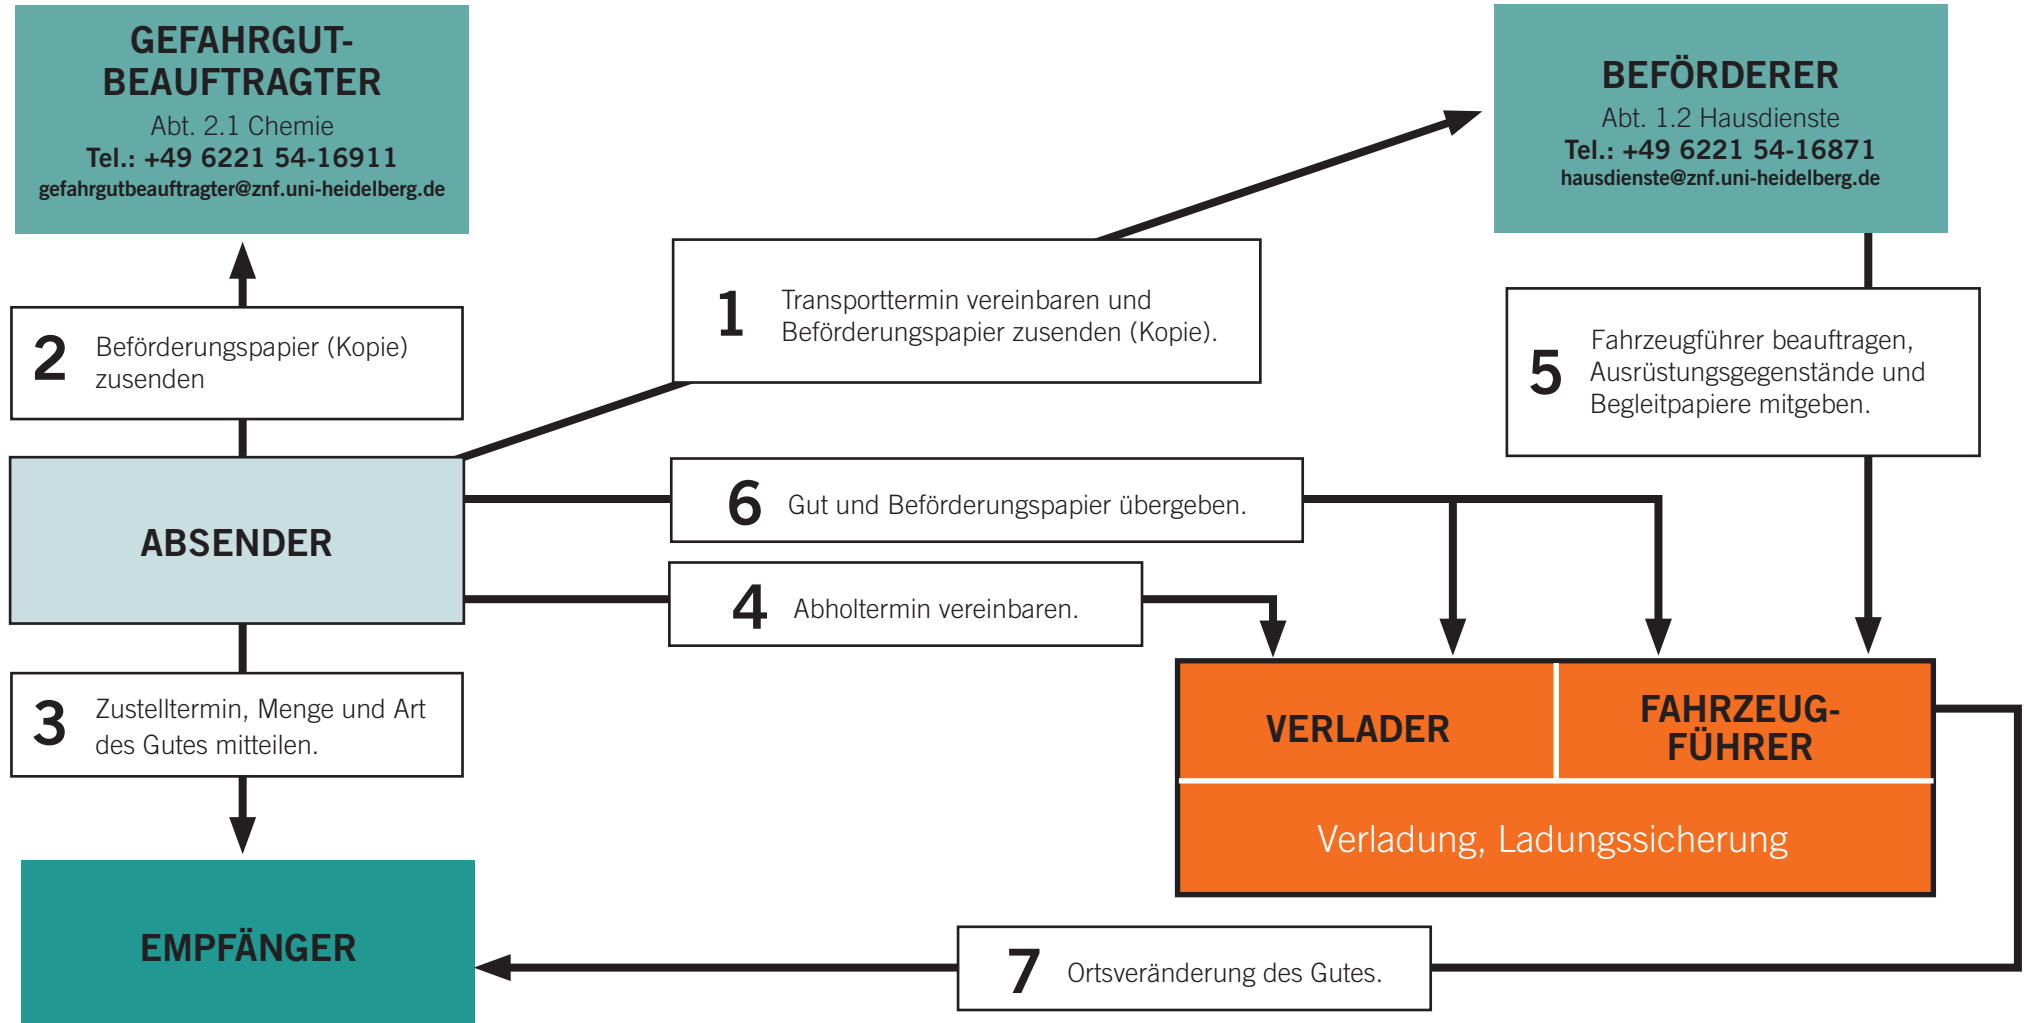 GEFAHRGUT-
BEAUFTRAGTER
Abt. 2.1 Chemie
Tel.: +49 6221 54-16911
gefahrgutbeauftragter@znf.uni-heidelberg.de
BEFÖRDERER
Abt. 1.2 Hausdienste
Tel.: +49 6221 54-16871
hausdienste@znf.uni-heidelberg.de
1
Transporttermin vereinbaren und
Beförderungspapier zusenden (Kopie).
2
Beförderungspapier (Kopie)
zusenden
5
Fahrzeugführer beauftragen,
Ausrüstungsgegenstände und
Begleitpapiere mitgeben.
ABSENDER
6 Gut und Beförderungspapier übergeben.
4 Abholtermin vereinbaren.
3
Zustelltermin, Menge und Art
des Gutes mitteilen.
VERLADER
FAHRZEUG-
FÜHRER
Verladung, Ladungssicherung
EMPFÄNGER
7 Ortsveränderung des Gutes.